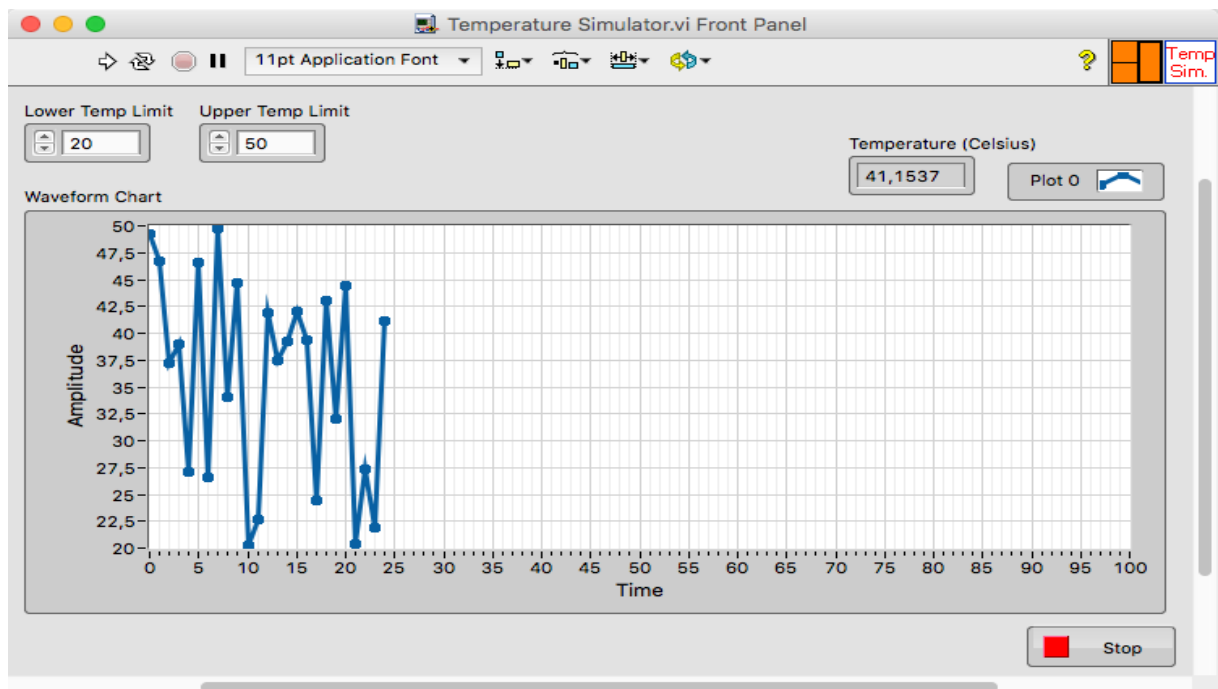 Temperature Simulator.vi Front Panel
11pt Application Font
?
Temp
Sim.
Lower Temp Limit
Upper Temp Limit
20
50
Temperature (Celsius)
41,1537
Plot 0
Waveform Chart
50
47,5
45
42,5
40
37,5
35
32,5
30
27,5
25
22,5
20
Amplitude
0 5 10 15 20 25 30 35 40 45 50 55 60 65 70 75 80 85 90 95 100
Time
Stop